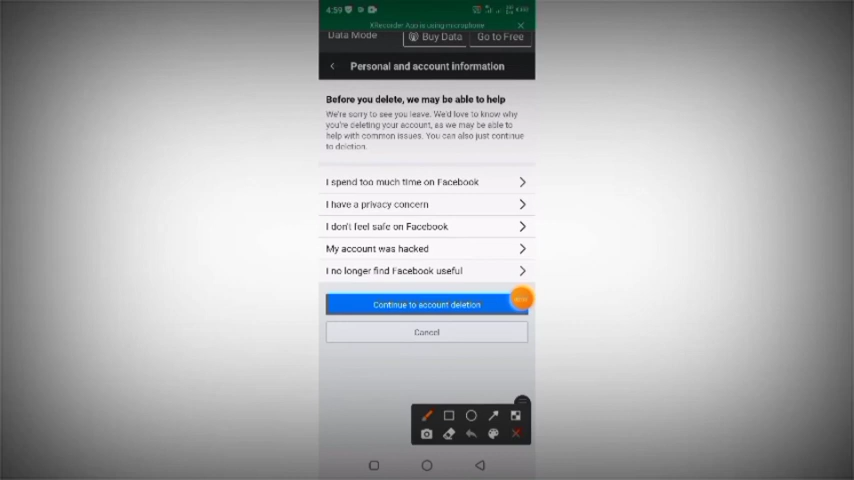 4:59
XRecorder App is using microphone
Data Mode
Buy Data
Go to Free
Personal and account information
Before you delete, we may be able to help
We're sorry to see you leave. We'd love to know why
you're deleting your account, as we may be able to
help with common issues. You can also just continue
to deletion.
I spend too much time on Facebook
I have a privacy concern
I don't feel safe on Facebook
My account was hacked
I no longer find Facebook useful
Continue to account deletion
Cancel